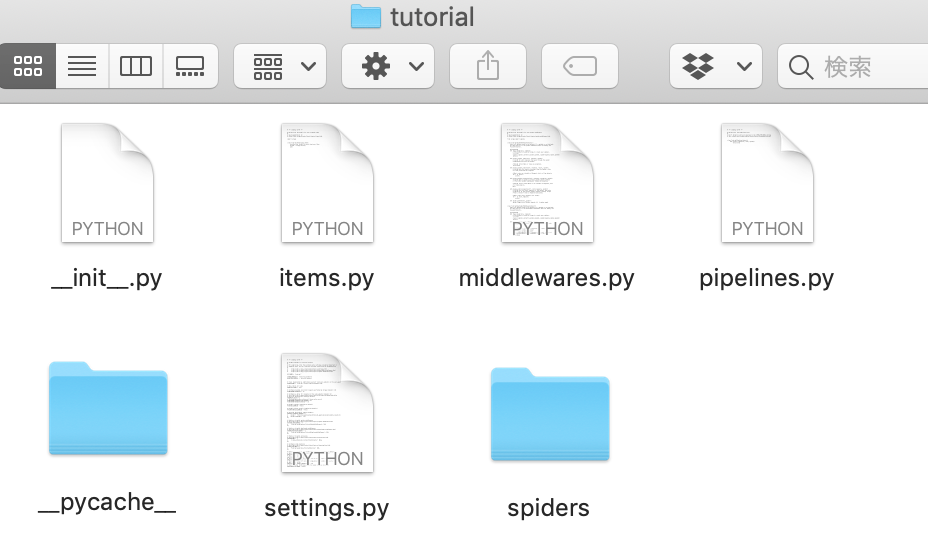 tutorial
検索
PYTHON PYTHON PYTHON PYTHON
__init__.py items.py middlewares.py pipelines.py
PYTHON
__pycache__ settings.py spiders